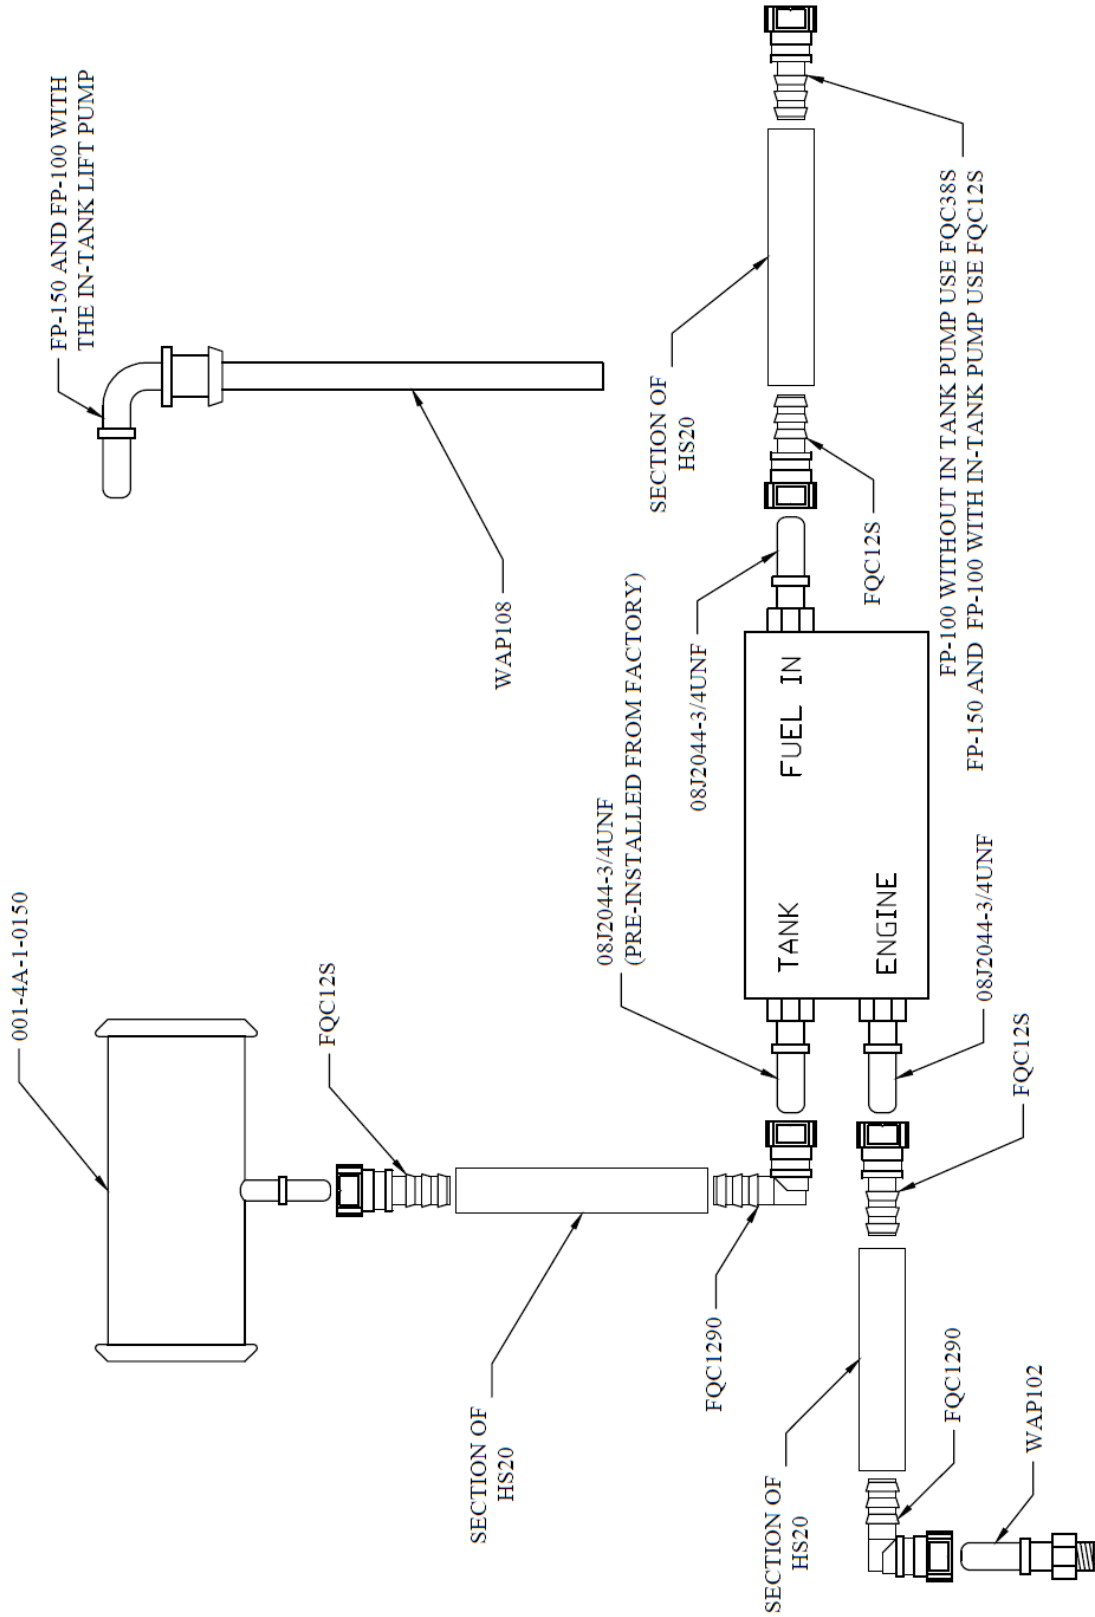 FP-150 AND FP-100 WITH
THE IN-TANK LIFT PUMP
WAP108
001-4A-1-0150
FQC12S
SECTION OF
HS20
FQC1290
08J2044-3/4UNF
(PRE-INSTALLED FROM FACTORY)
08J2044-3/4UNF
SECTION OF
HS20
FQC12S
TANK
FUEL IN
ENGINE
FP-100 WITHOUT IN TANK PUMP USE FQC38S
FP-150 AND FP-100 WITH IN-TANK PUMP USE FQC12S
08J2044-3/4UNF
FQC12S
SECTION OF
HS20
FQC1290
WAP102